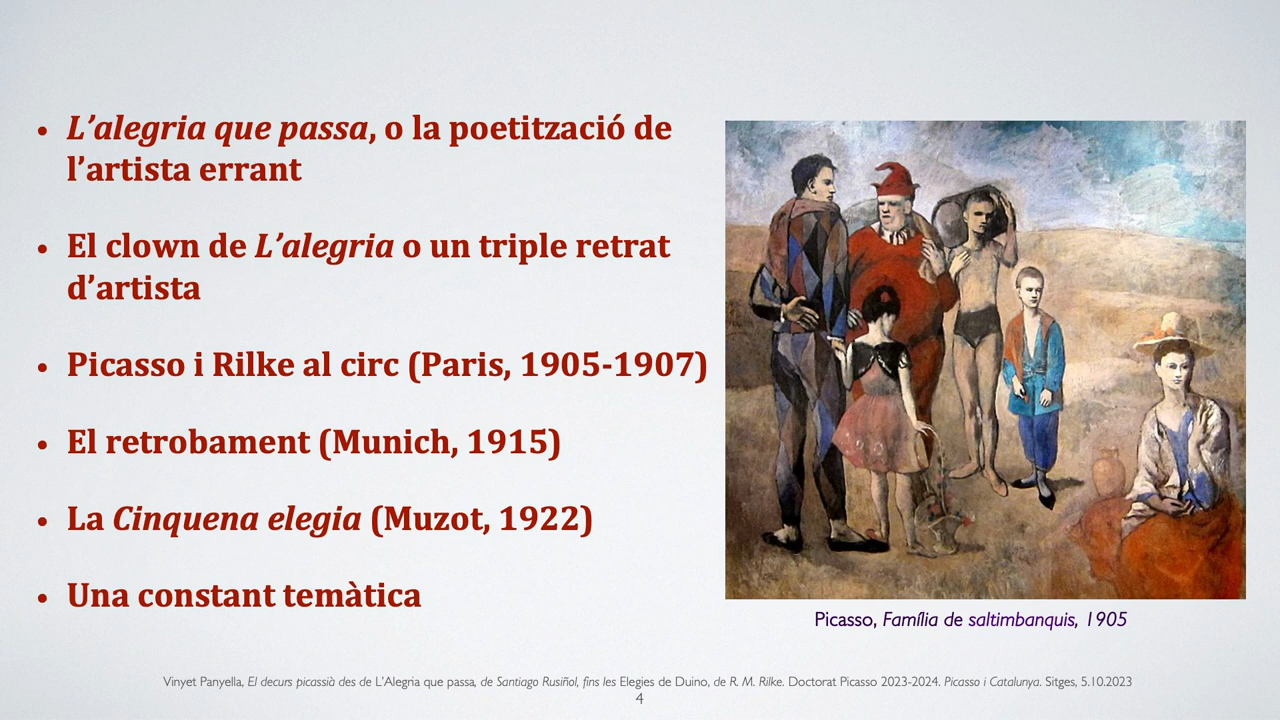 • L’alegria que passa, o la poetització de
l’artista errant
• El clown de L’alegria o un triple retrat
d’artista
• Picasso i Rilke al circ (Paris, 1905-1907)
• El retrobament (Munich, 1915)
• La Cinquena elegia (Muzot, 1922)
• Una constant temàtica
Picasso, Família de saltimbanquis, 1905
Vinyet Panyella, El decurs picassià des de L’Alegria que passa, de Santiago Rusiñol, fins les Elegies de Duino, de R. M. Rilke. Doctorat Picasso 2023-2024. Picasso i Catalunya. Sitges, 5.10.2023
4